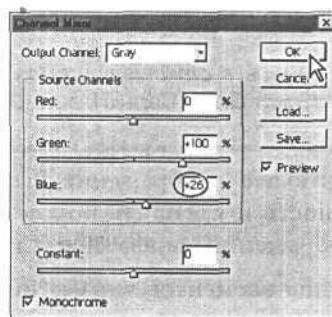 Channel Mixer
Output Channel: Gray
OK
Source Channels
Cancel
Red: 0 %
Load...
Green: +100 %
Save...
Preview
Blue: +26 %
Constant: 0 %
Monochrome